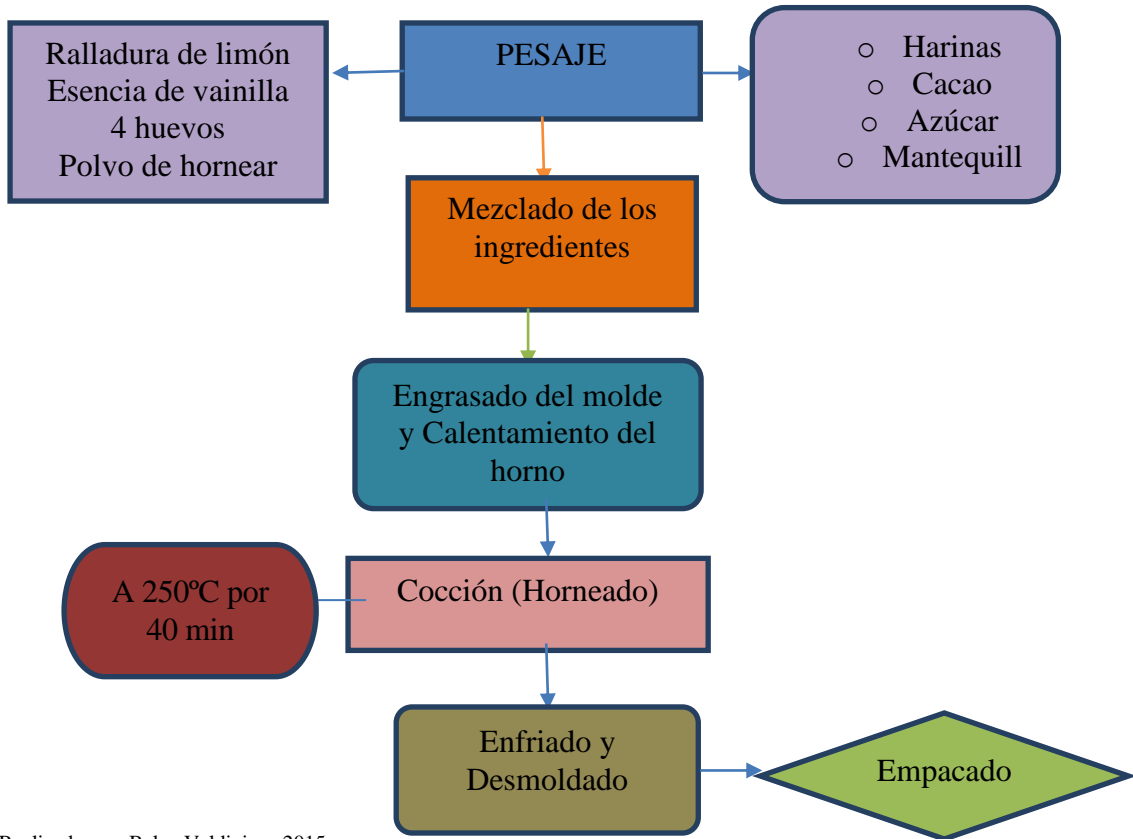 Ralladura de limón
Esencia de vainilla
4 huevos
Polvo de hornear
PESAJE
○ Harinas
○ Cacao
○ Azúcar
○ Mantequill
Mezclado de los
ingredientes
Engrasado del molde
y Calentamiento del
horno
A 250ºC por
40 min
Cocción (Horneado)
Enfriado y
Desmoldado
Empacado